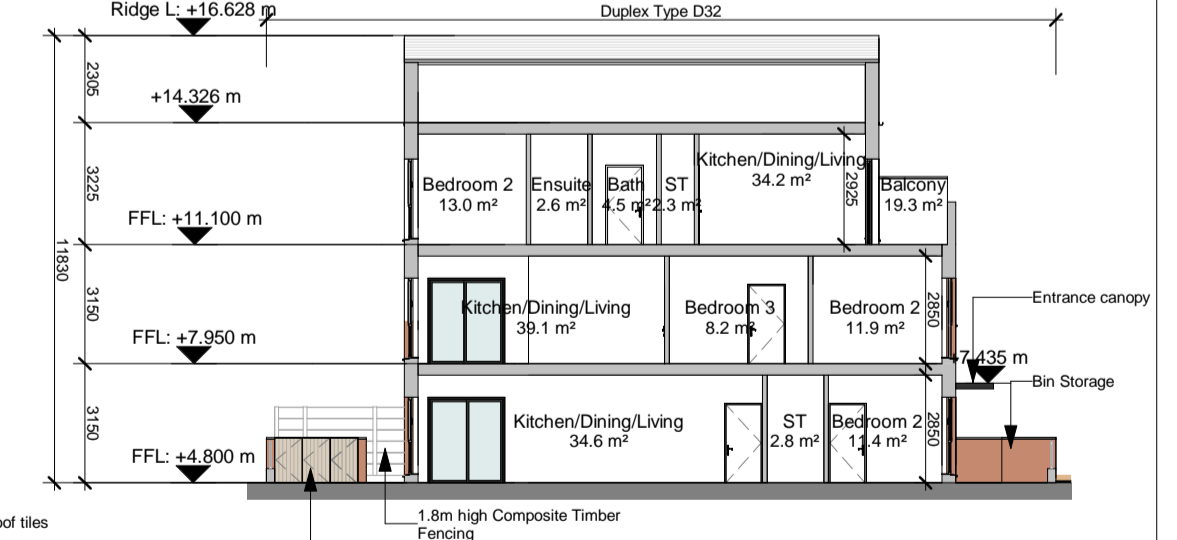 Ridge L: +16.628 m
Duplex Type D32
2305
+14.326 m
3225
Bedroom 2
13.0 m²
Ensuite
2.6 m²
Bath
4.5 m²
ST
2.3 m²
Kitchen/Dining/Living
34.2 m²
2925
Balcony
19.3 m²
FFL: +11.100 m
11830
3150
Kitchen/Dining/Living
39.1 m²
Bedroom 3
8.2 m²
Bedroom 2
11.9 m²
2850
Entrance canopy
FFL: +7.950 m
7.435 m
Bin Storage
3150
Kitchen/Dining/Living
34.6 m²
ST
2.8 m²
Bedroom 2
11.4 m²
2850
FFL: +4.800 m
of tiles
1.8m high Composite Timber
Fencing